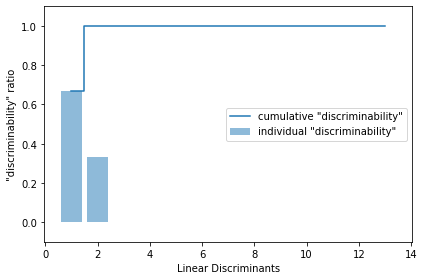 1.0
0.8
0.6
0.4
0.2
0.0
"discriminability" ratio
cumulative "discriminability"
individual "discriminability"
0 2 4 6 8 10 12 14
Linear Discriminants